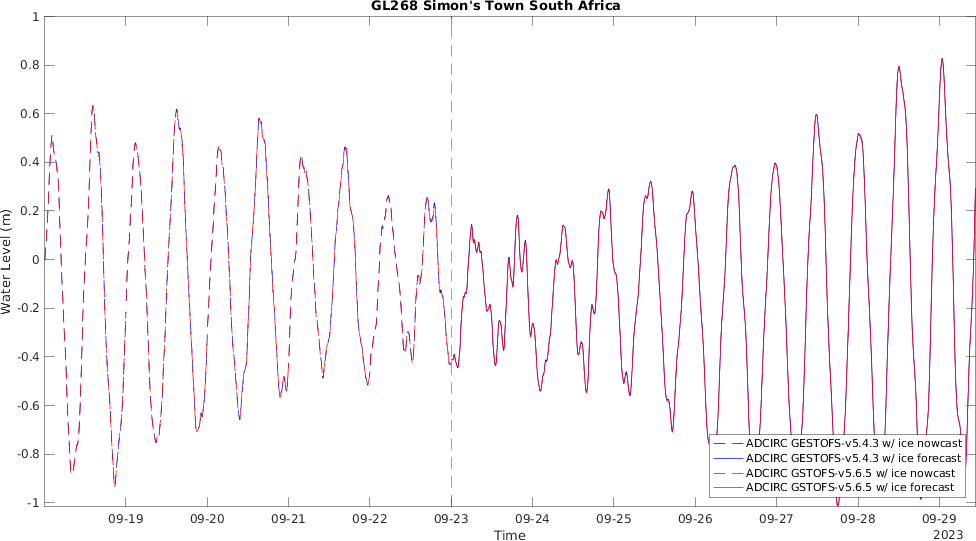 GL268 Simon's Town South Africa
1
0.8
0.6
0.4
0.2
0
-0.2
-0.4
-0.6
-0.8
-1
Water Level (m)
ADCIRC GESTOFS-v5.4.3 w/ ice nowcast
ADCIRC GESTOFS-v5.4.3 w/ ice forecast
ADCIRC GSTOFS-v5.6.5 w/ ice nowcast
ADCIRC GSTOFS-v5.6.5 w/ ice forecast
09-19 09-20 09-21 09-22 09-23 09-24 09-25 09-26 09-27 09-28 09-29
Time
2023